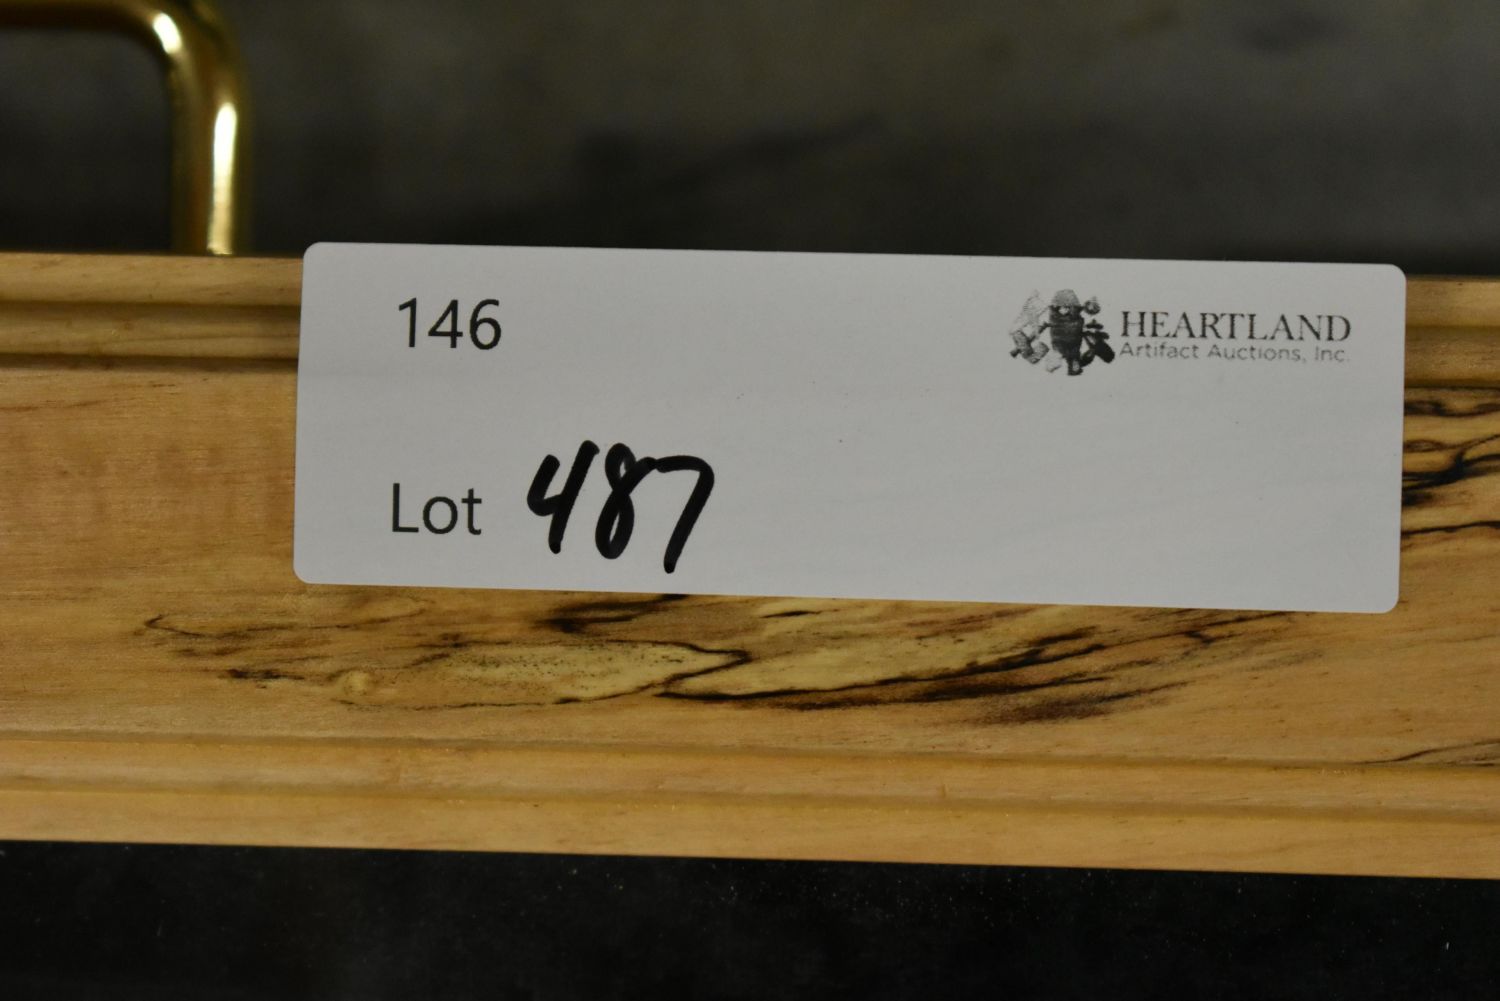 146
HEARTLAND
Artifact Auctions, Inc.
Lot 487